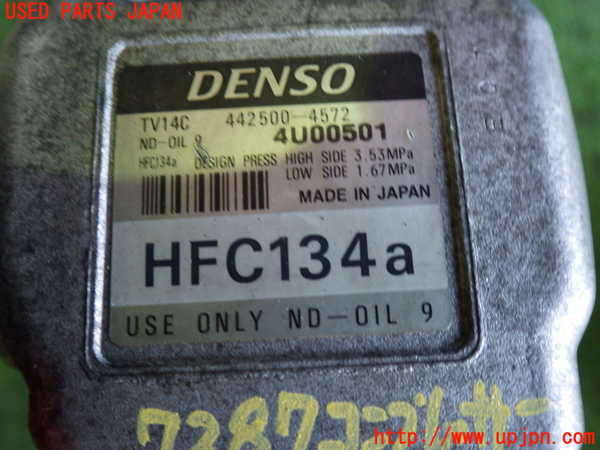 USED PARTS JAPAN
DENSO
TV14C 442500-4572
ND-OIL 9 4U00501
HFC134a DESIGN PRESS HIGH SIDE 3.53MPa
LOW SIDE 1.67MPa
MADE IN JAPAN
HFC134a
USE ONLY ND-OIL 9
7287コンプレッサー
http://www.upjpn.com/